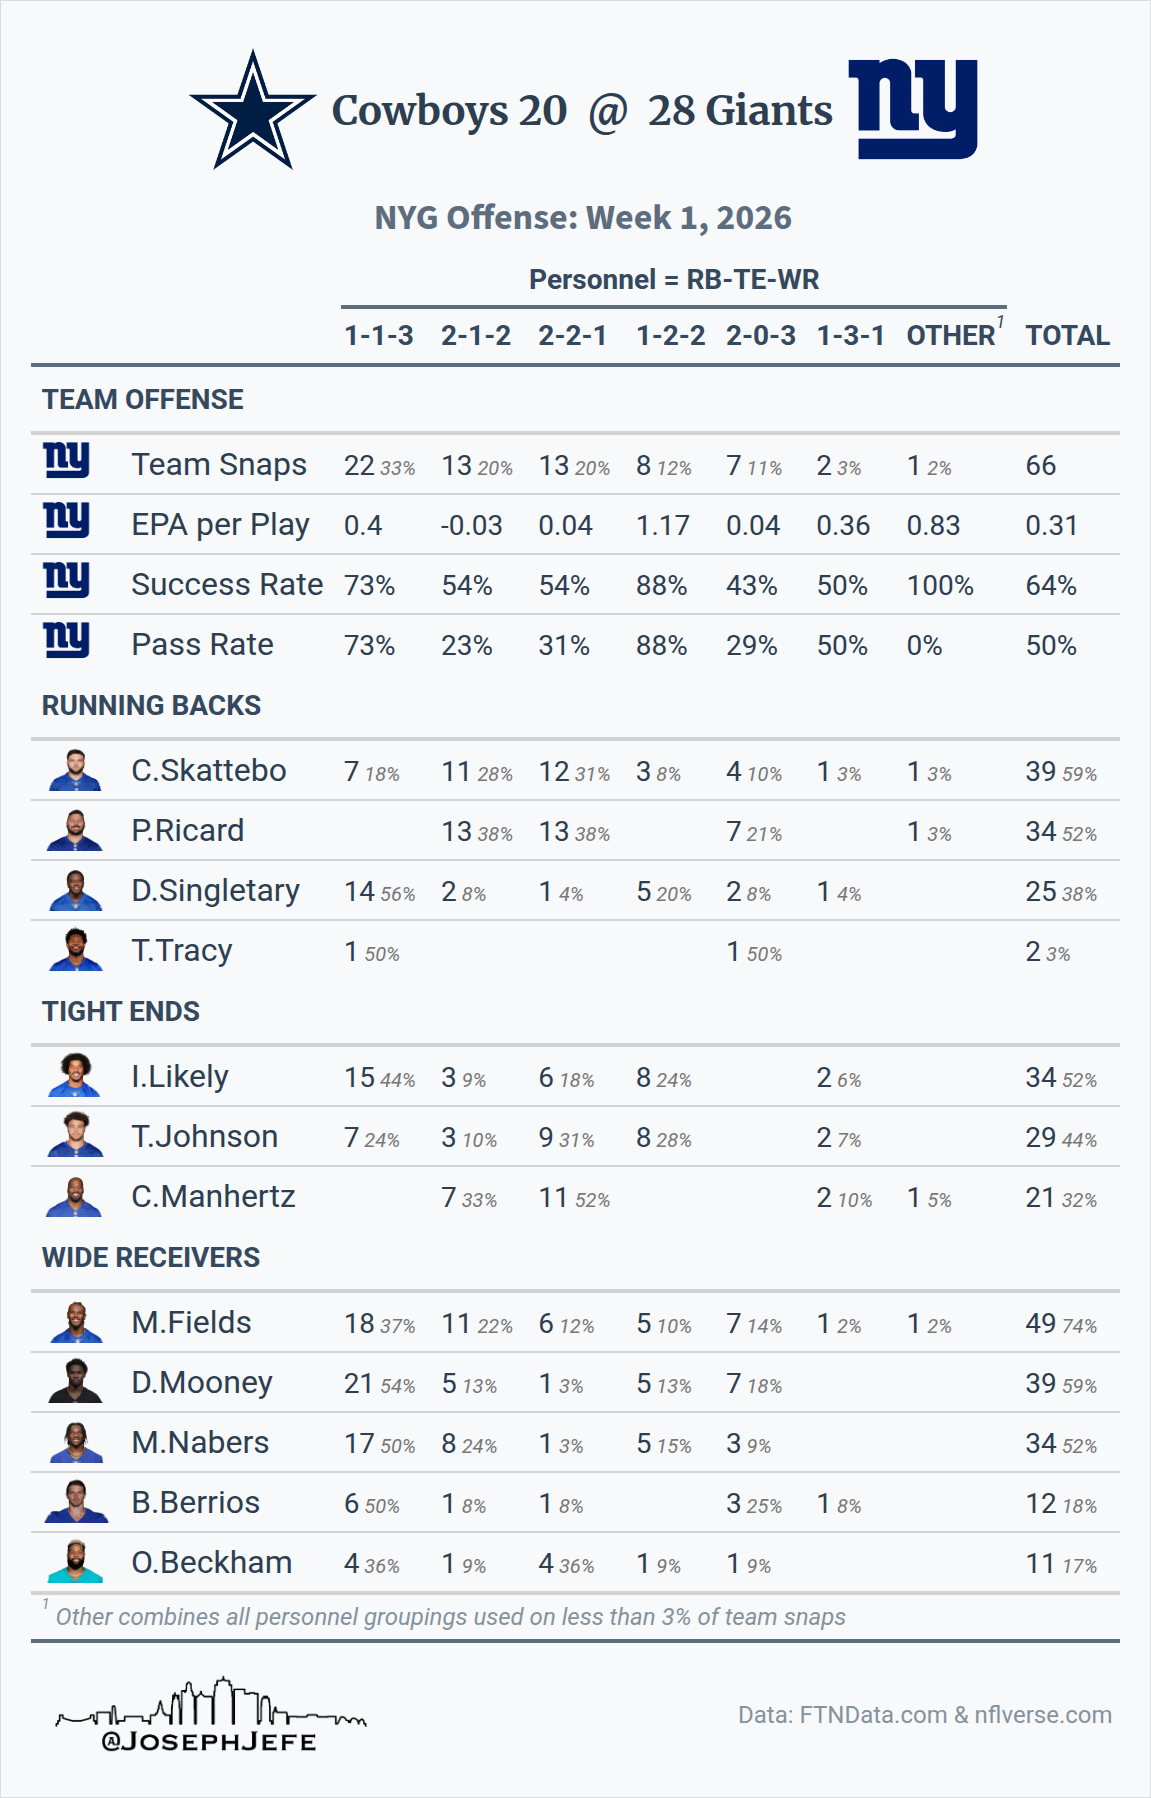 Cowboys 20 @ 28 Giants
ny
NYG Offense: Week 1, 2026
Personnel = RB-TE-WR
1-1-3 2-1-2 2-2-1 1-2-2 2-0-3 1-3-1 OTHER1 TOTAL
TEAM OFFENSE
ny Team Snaps 22 33% 13 20% 13 20% 8 12% 7 11% 2 3% 1 2% 66
ny EPA per Play 0.4 -0.03 0.04 1.17 0.04 0.36 0.83 0.31
ny Success Rate 73% 54% 54% 88% 43% 50% 100% 64%
ny Pass Rate 73% 23% 31% 88% 29% 50% 0% 50%
RUNNING BACKS
C.Skattebo 7 18% 11 28% 12 31% 3 8% 4 10% 1 3% 1 3% 39 59%
P.Ricard 13 38% 13 38% 7 21% 1 3% 34 52%
D.Singletary 14 56% 2 8% 1 4% 5 20% 2 8% 1 4% 25 38%
T.Tracy 1 50% 1 50% 2 3%
TIGHT ENDS
I.Likely 15 44% 3 9% 6 18% 8 24% 2 6% 34 52%
T.Johnson 7 24% 3 10% 9 31% 8 28% 2 7% 29 44%
C.Manhertz 7 33% 11 52% 2 10% 1 5% 21 32%
WIDE RECEIVERS
M.Fields 18 37% 11 22% 6 12% 5 10% 7 14% 1 2% 1 2% 49 74%
D.Mooney 21 54% 5 13% 1 3% 5 13% 7 18% 39 59%
M.Nabers 17 50% 8 24% 1 3% 5 15% 3 9% 34 52%
B.Berrios 6 50% 1 8% 1 8% 3 25% 1 8% 12 18%
O.Beckham 4 36% 1 9% 4 36% 1 9% 1 9% 11 17%
1 Other combines all personnel groupings used on less than 3% of team snaps
@JosephJefe
Data: FTNData.com & nflverse.com